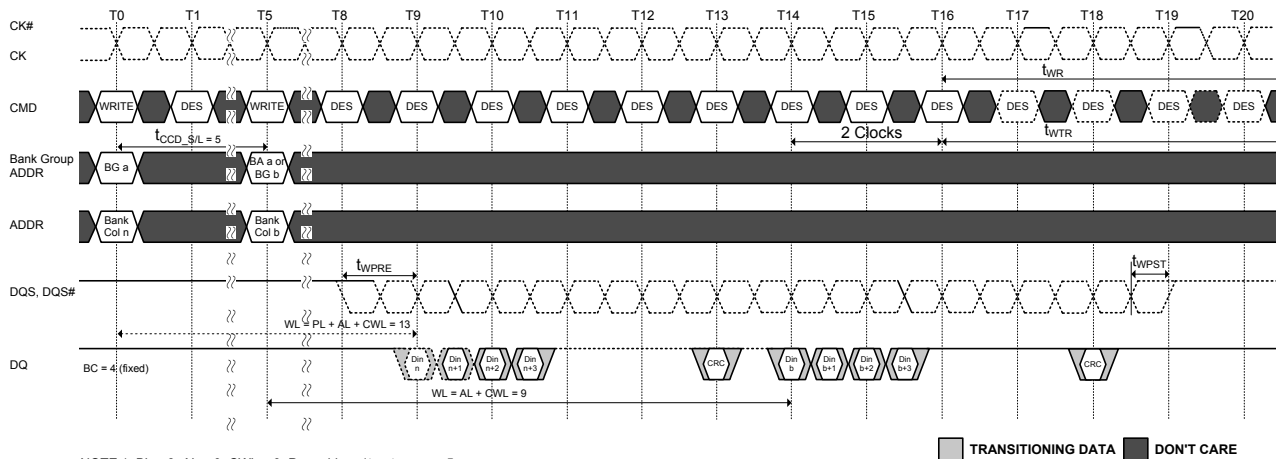 T0 T1 T5 T8 T9 T10 T11 T12 T13 T14 T15 T16 T17 T18 T19 T20
CK#
CK
tWR
CMD WRITE DES WRITE DES DES DES DES DES DES DES DES DES DES DES DES DES
tCCD_S/L = 5
2 Clocks
tWTR
Bank Group
ADDR
BG a
BA a or
BG b
ADDR
Bank
Col n
Bank
Col b
tWPRE
tWPST
DQS, DQS#
WL = PL + AL + CWL = 13
DQ
BC = 4 (fixed)
Din
n
Din
n+1
Din
n+2
Din
n+3
CRC
Din
b
Din
b+1
Din
b+2
Din
b+3
CRC
WL = AL + CWL = 9
TRANSITIONING DATA DON'T CARE